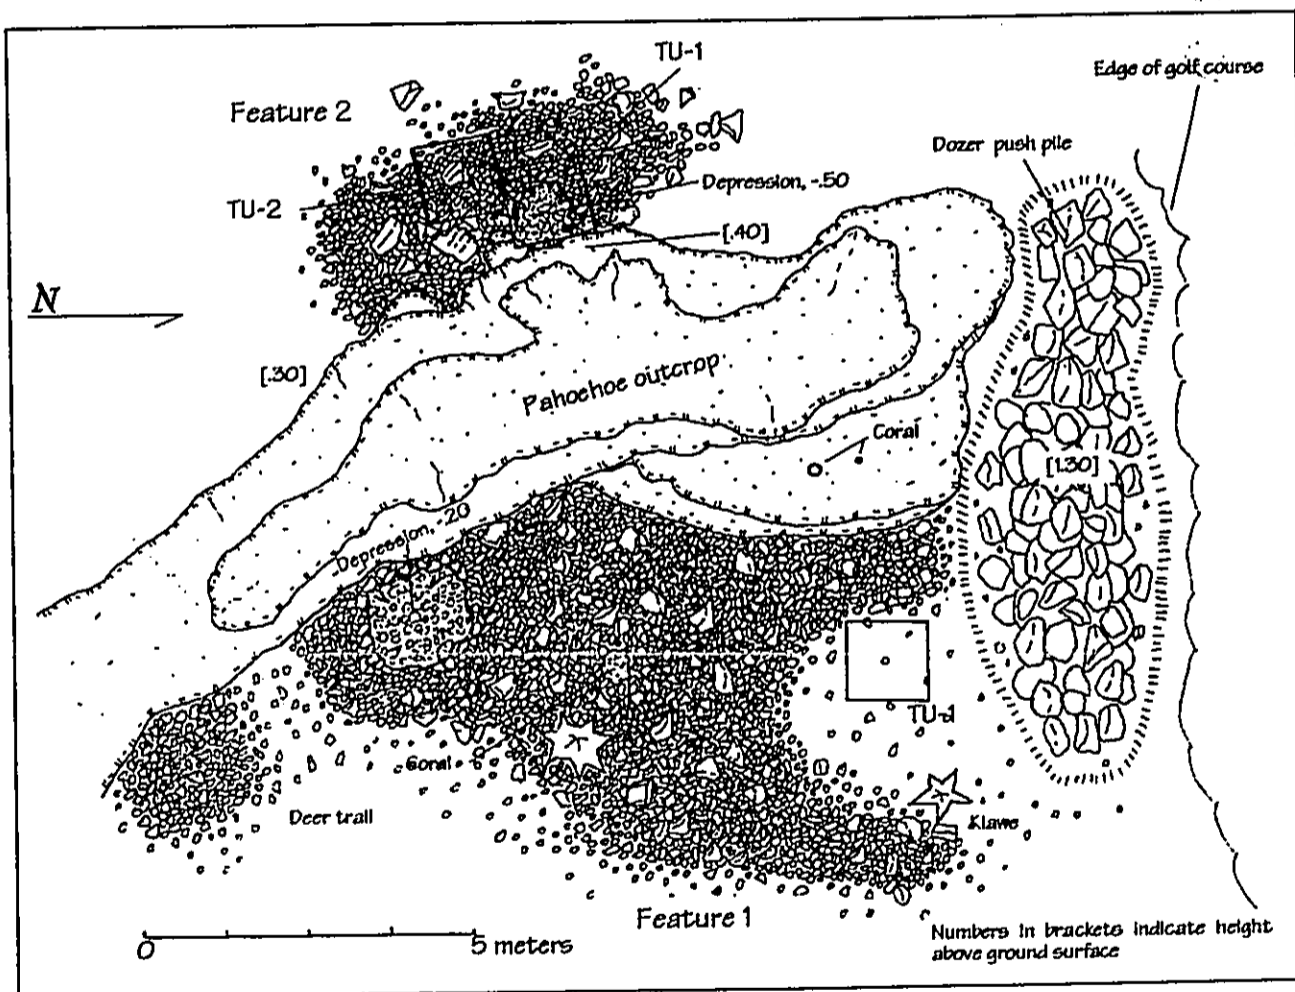 TU-1
Edge of golf course
Feature 2
Dozer push pile
Depression, -.50
TU-2
[.40]
N
[.30]
Pahoehoe outcrop
Coral
[1.30]
Depression, -.20
TU-1
Coral
Deer trail
Kiawe
Feature 1
0 5 meters
Numbers in brackets indicate height
above ground surface